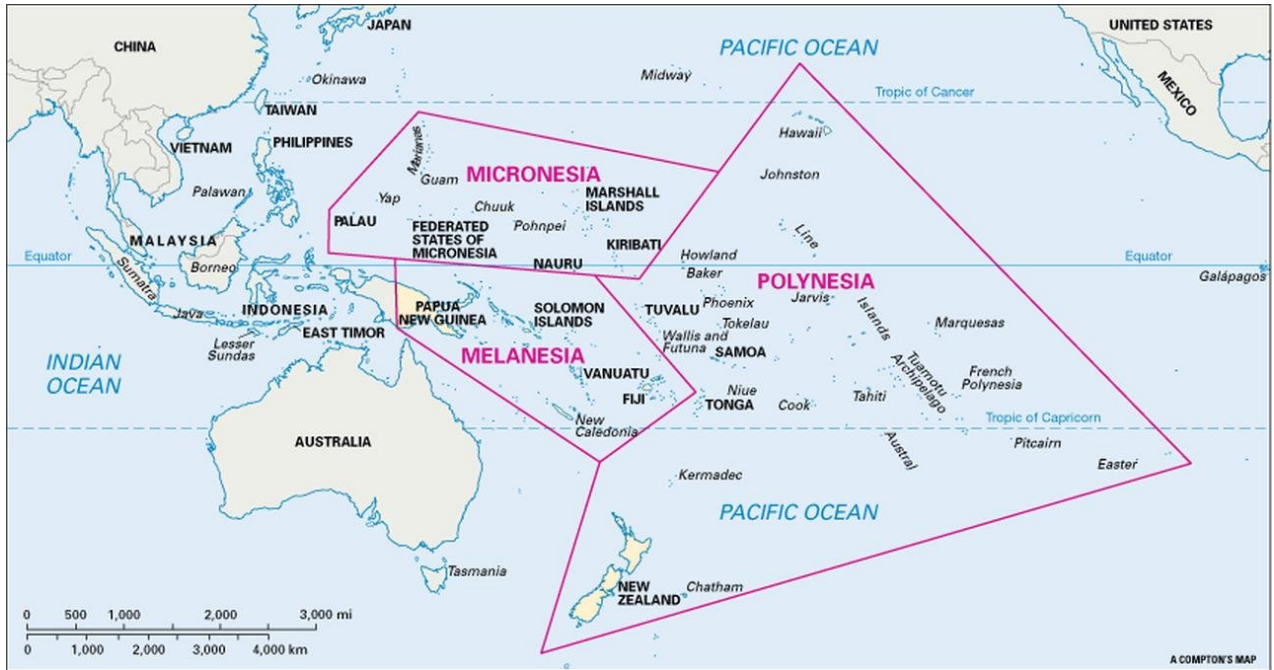 JAPAN
UNITED STATES
CHINA
PACIFIC OCEAN
Okinawa
Midway
MEXICO
Tropic of Cancer
TAIWAN
Hawaii
VIETNAM
PHILIPPINES
Marianas
MICRONESIA
Guam
Johnston
Palawan
Yap
MARSHALL
ISLANDS
Chuuk
PALAU
FEDERATED
STATES OF
MICRONESIA
Pohnpei
Line
MALAYSIA
KIRIBATI
Equator
Borneo
NAURU
Howland
Equator
Sumatra
Baker
POLYNESIA
Galápagos
Java
INDONESIA
PAPUA
NEW GUINEA
SOLOMON
ISLANDS
TUVALU
Phoenix
Jarvis
Islands
EAST TIMOR
Tokelau
Marquesas
Lesser
Sundas
Wallis and
Futuna
SAMOA
MELANESIA
INDIAN
OCEAN
VANUATU
Tuamotu
Archipelago
French
Polynesia
FIJI
Niue
TONGA
Cook
Tahiti
New
Caledonia
Tropic of Capricorn
AUSTRALIA
Austral
Pitcairn
Easter
Kermadec
PACIFIC OCEAN
Tasmania
NEW
ZEALAND
Chatham
0 500 1,000 2,000 3,000 mi
0 1,000 2,000 3,000 4,000 km
A COMPTON'S MAP